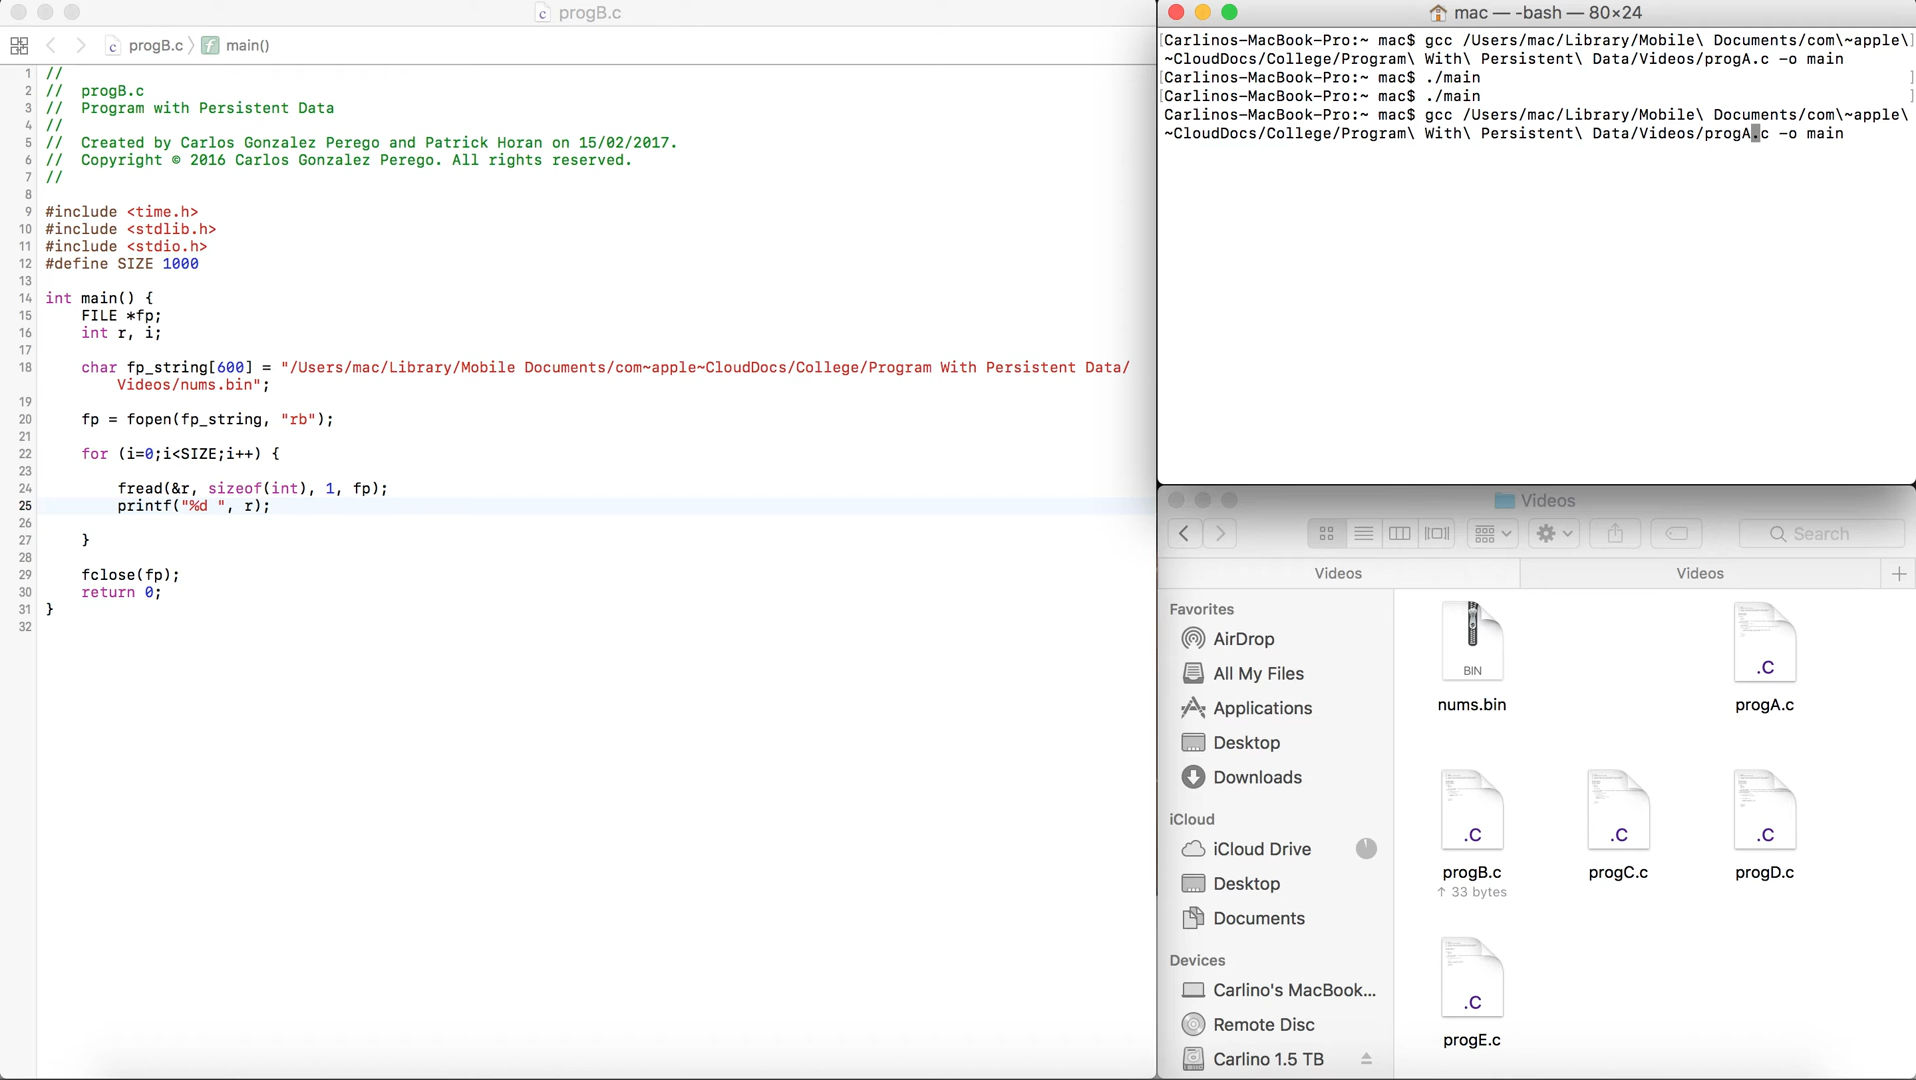 progB.c
progB.c
main()
1 //
2 //  progB.c
3 //  Program with Persistent Data
4 //
5 //  Created by Carlos Gonzalez Perego and Patrick Horan on 15/02/2017.
6 //  Copyright © 2016 Carlos Gonzalez Perego. All rights reserved.
7 //
8
9 #include <time.h>
10 #include <stdlib.h>
11 #include <stdio.h>
12 #define SIZE 1000
13
14 int main() {
15     FILE *fp;
16     int r, i;
17
18     char fp_string[600] = "/Users/mac/Library/Mobile Documents/com~apple~CloudDocs/College/Program With Persistent Data/
Videos/nums.bin";
19
20     fp = fopen(fp_string, "rb");
21
22     for (i=0;i<SIZE;i++) {
23
24         fread(&r, sizeof(int), 1, fp);
25         printf("%d ", r);
26
27     }
28
29     fclose(fp);
30     return 0;
31 }
32
mac — -bash — 80×24
[Carlinos-MacBook-Pro:~ mac$ gcc /Users/mac/Library/Mobile\ Documents/com\~apple\]
~CloudDocs/College/Program\ With\ Persistent\ Data/Videos/progA.c -o main
[Carlinos-MacBook-Pro:~ mac$ ./main ]
[Carlinos-MacBook-Pro:~ mac$ ./main ]
Carlinos-MacBook-Pro:~ mac$ gcc /Users/mac/Library/Mobile\ Documents/com\~apple\
~CloudDocs/College/Program\ With\ Persistent\ Data/Videos/progA.c -o main
Videos
Search
Videos
Videos
Favorites
AirDrop
All My Files
Applications
Desktop
Downloads
iCloud
iCloud Drive
Desktop
Documents
Devices
Carlino's MacBook...
Remote Disc
Carlino 1.5 TB
BIN
nums.bin
.C
progA.c
.C
progB.c
↑ 33 bytes
.C
progC.c
.C
progD.c
.C
progE.c